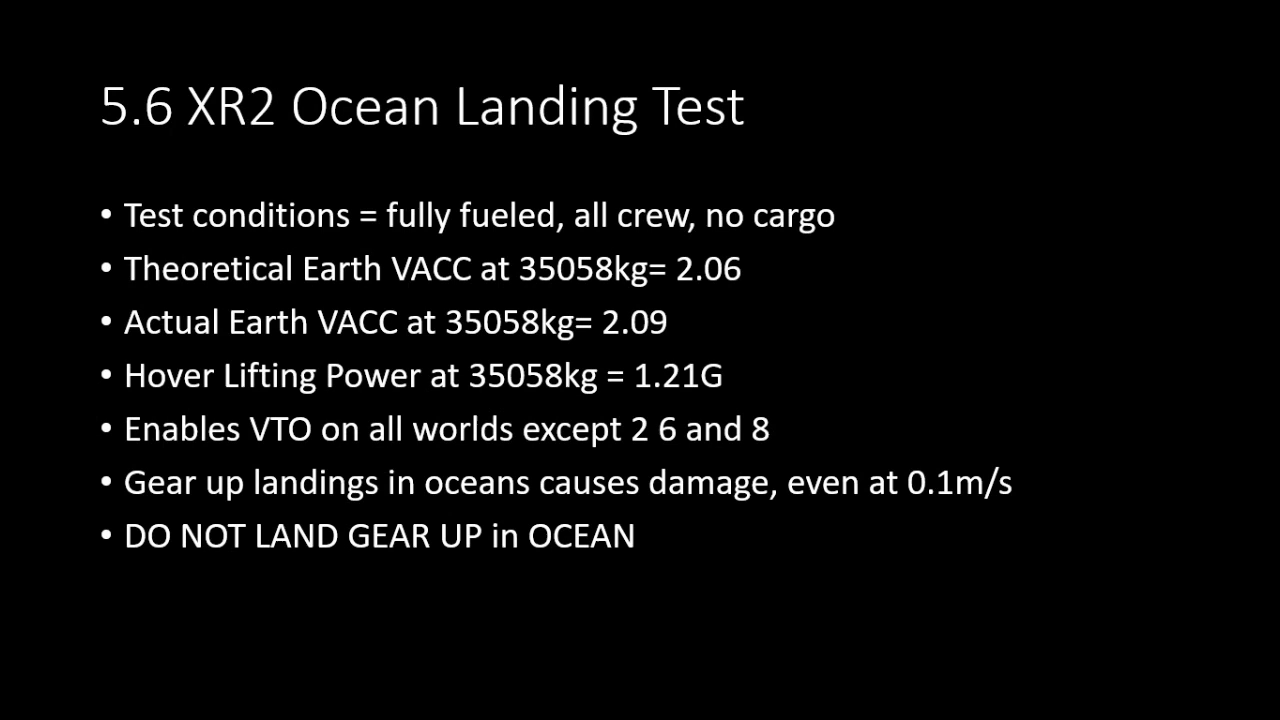 5.6 XR2 Ocean Landing Test
• Test conditions = fully fueled, all crew, no cargo
• Theoretical Earth VACC at 35058kg= 2.06
• Actual Earth VACC at 35058kg= 2.09
• Hover Lifting Power at 35058kg = 1.21G
• Enables VTO on all worlds except 2 6 and 8
• Gear up landings in oceans causes damage, even at 0.1m/s
• DO NOT LAND GEAR UP in OCEAN